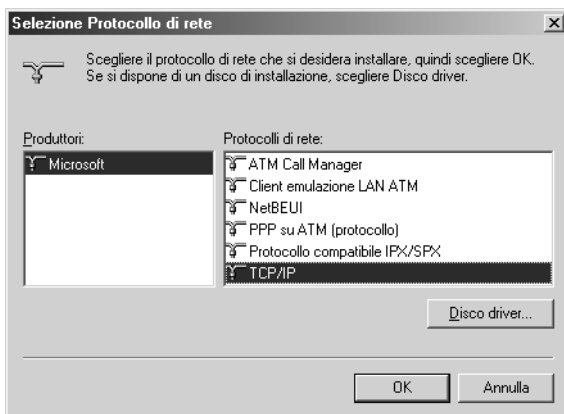 Selezione Protocollo di rete
Scegliere il protocollo di rete che si desidera installare, quindi scegliere OK.
Se si dispone di un disco di installazione, scegliere Disco driver.
Produttori:
Microsoft
Protocolli di rete:
ATM Call Manager
Client emulazione LAN ATM
NetBEUI
PPP su ATM (protocollo)
Protocollo compatibile IPX/SPX
TCP/IP
Disco driver...
OK
Annulla